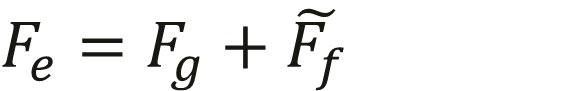 $F_e = F_g + \widetilde{F}_f$